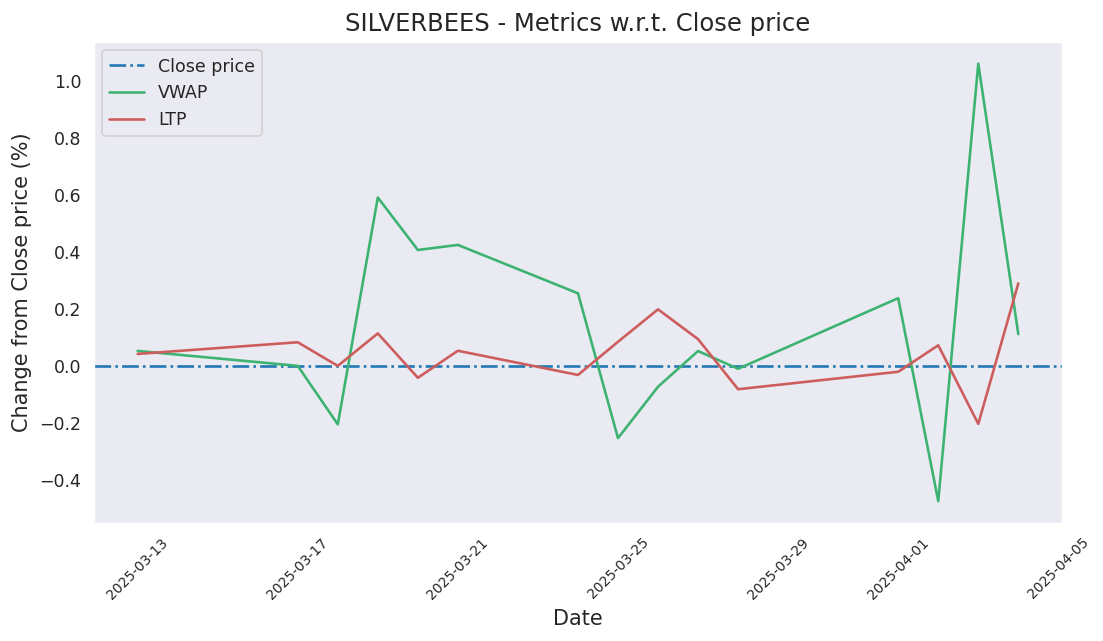 SILVERBEES - Metrics w.r.t. Close price
Close price
VWAP
LTP
Change from Close price (%)
1.0
0.8
0.6
0.4
0.2
0.0
−0.2
−0.4
2025-03-13
2025-03-17
2025-03-21
2025-03-25
2025-03-29
2025-04-01
2025-04-05
Date